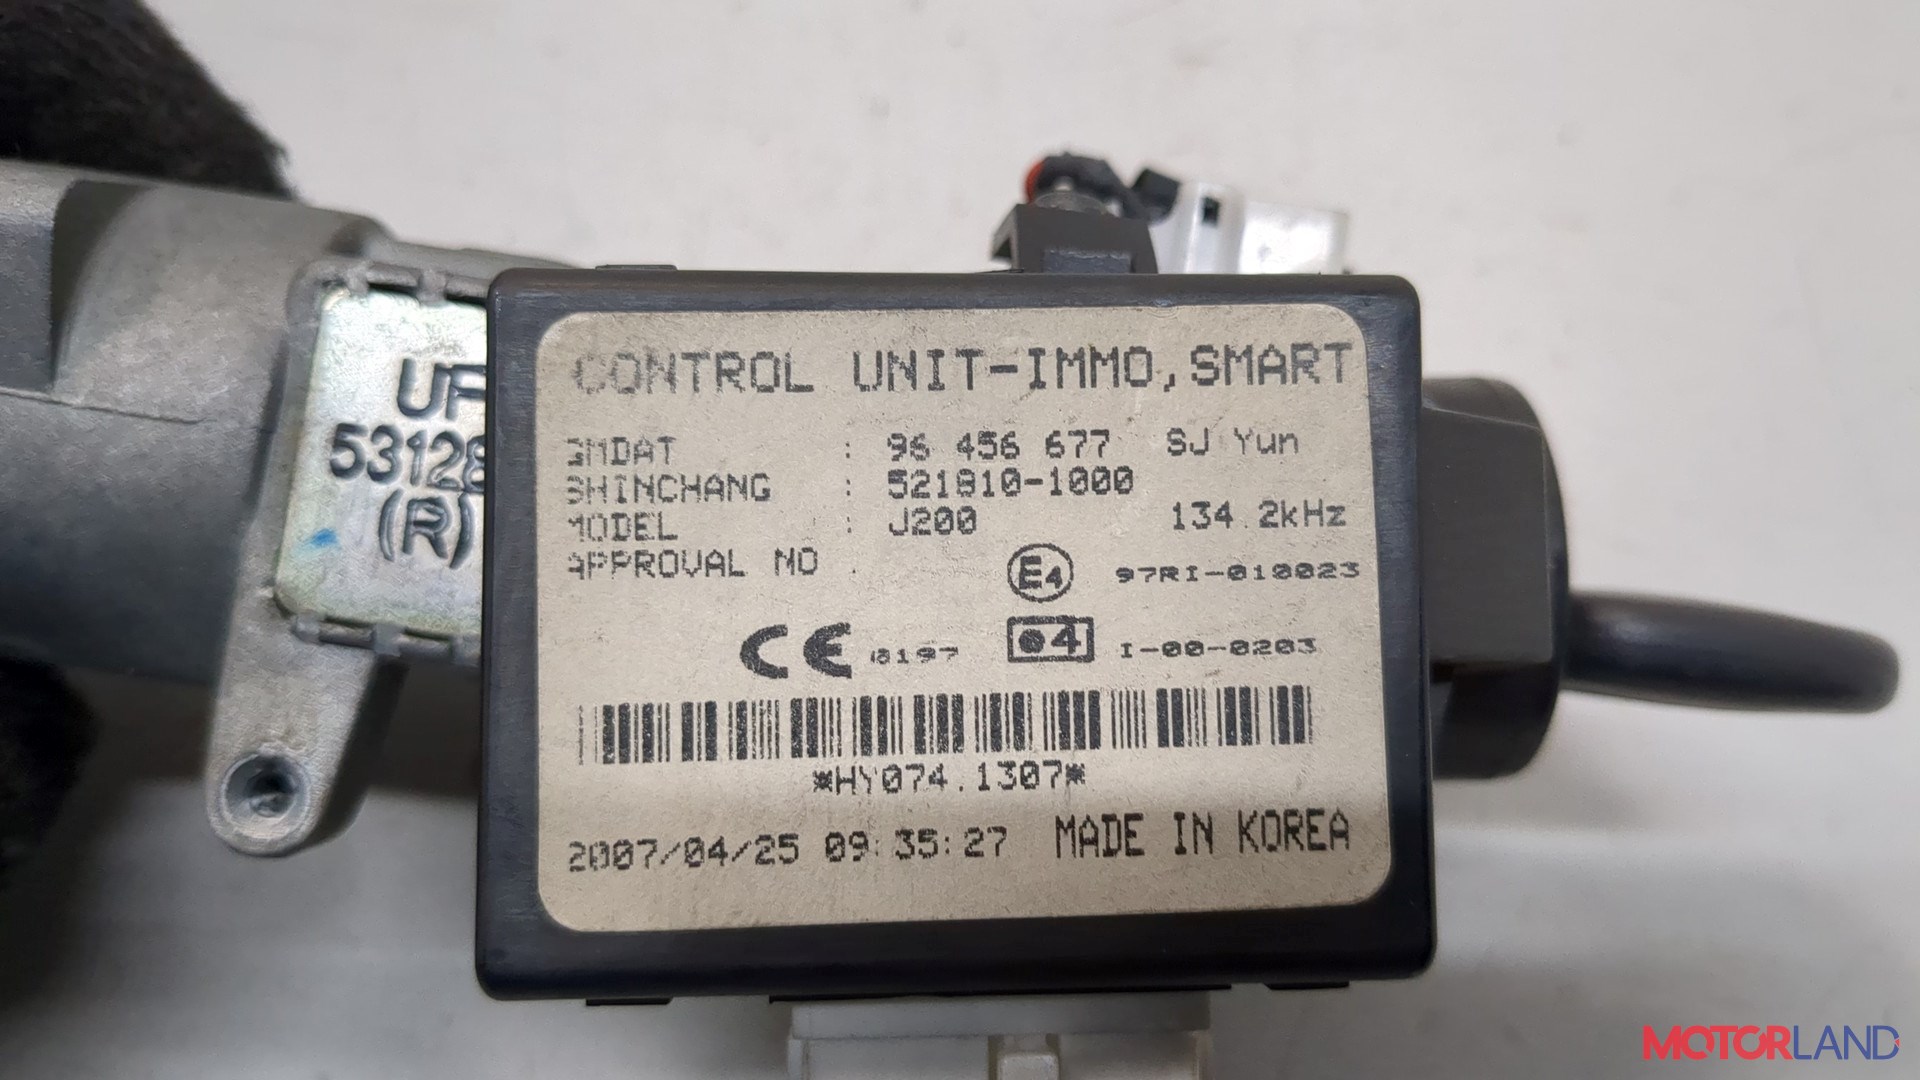 UF
53128
(R)
CONTROL UNIT-IMMO, SMART
GMDAT : 96 456 677 SJ Yun
SHINCHANG : 521810-1000
MODEL : J200 134.2kHz
APPROVAL NO : E4 97RI-010023
CE 0197 4 I-00-0203
*HY074.1307*
2007/04/25 09:35:27 MADE IN KOREA
MOTORLAND